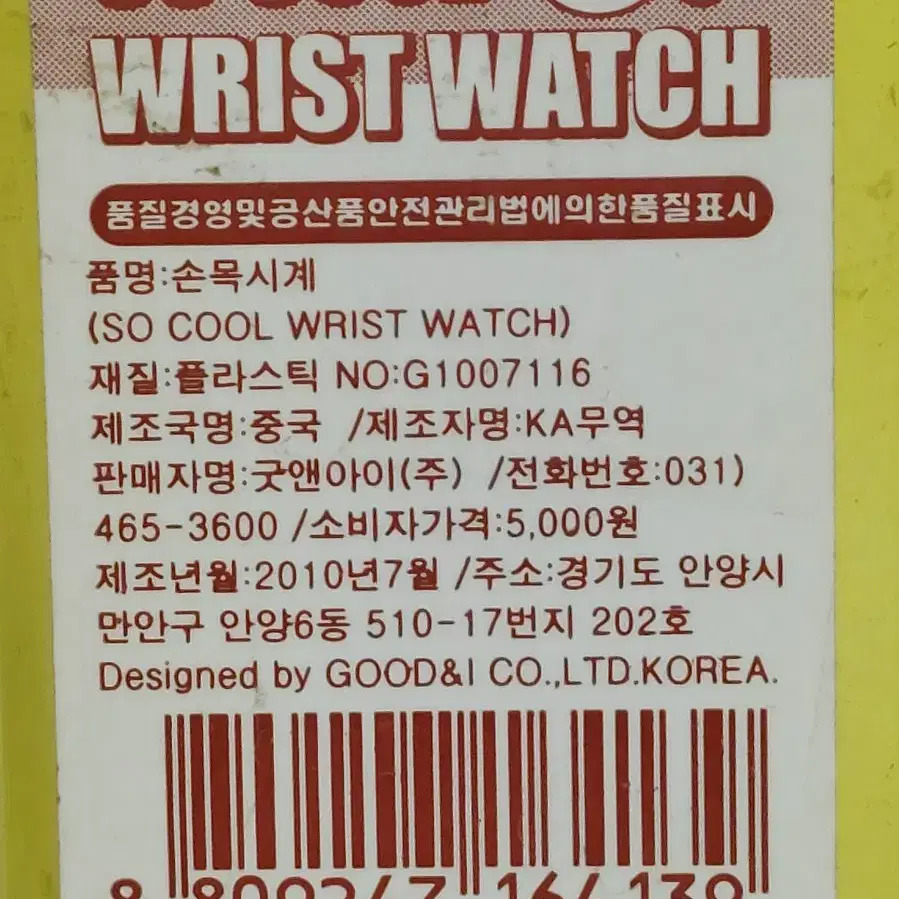 WRIST WATCH
품질경영및공산품안전관리법에의한품질표시
품명:손목시계
(SO COOL WRIST WATCH)
재질:플라스틱 NO:G1007116
제조국명:중국 /제조자명:KA무역
판매자명:굿앤아이(주) /전화번호:031)
465-3600 /소비자가격:5,000원
제조년월:2010년7월 /주소:경기도 안양시
만안구 안양6동 510-17번지 202호
Designed by GOOD&I CO.,LTD.KOREA.